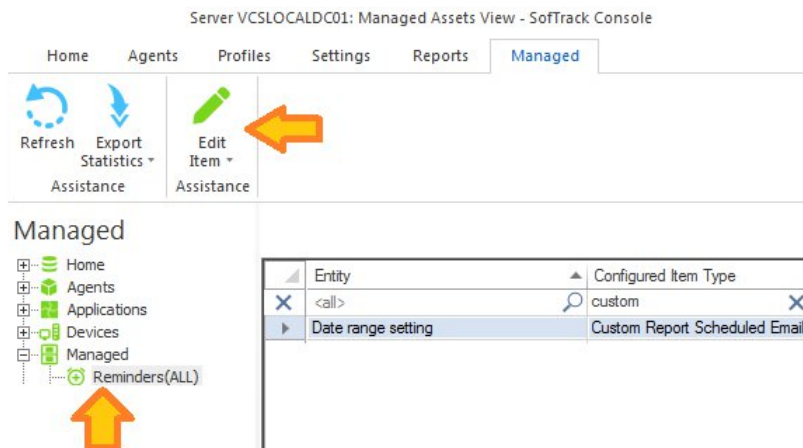 Server VCSLOCALDC01: Managed Assets View - SofTrack Console
Home Agents Profiles Settings Reports Managed
Refresh Export Statistics Edit Item
Assistance Assistance
Managed
Home
Agents
Applications
Devices
Managed
Reminders(ALL)
Entity Configured Item Type
<all> custom
Date range setting Custom Report Scheduled Email